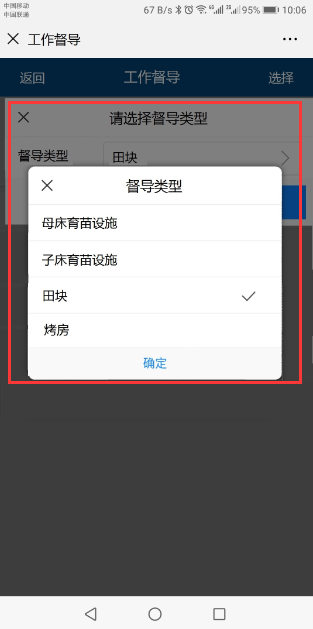 中国移动
中国联通
67 B/s
95%
10:06
工作督导
返回
工作督导
选择
请选择督导类型
督导类型
田块
督导类型
母床育苗设施
子床育苗设施
田块
烤房
确定